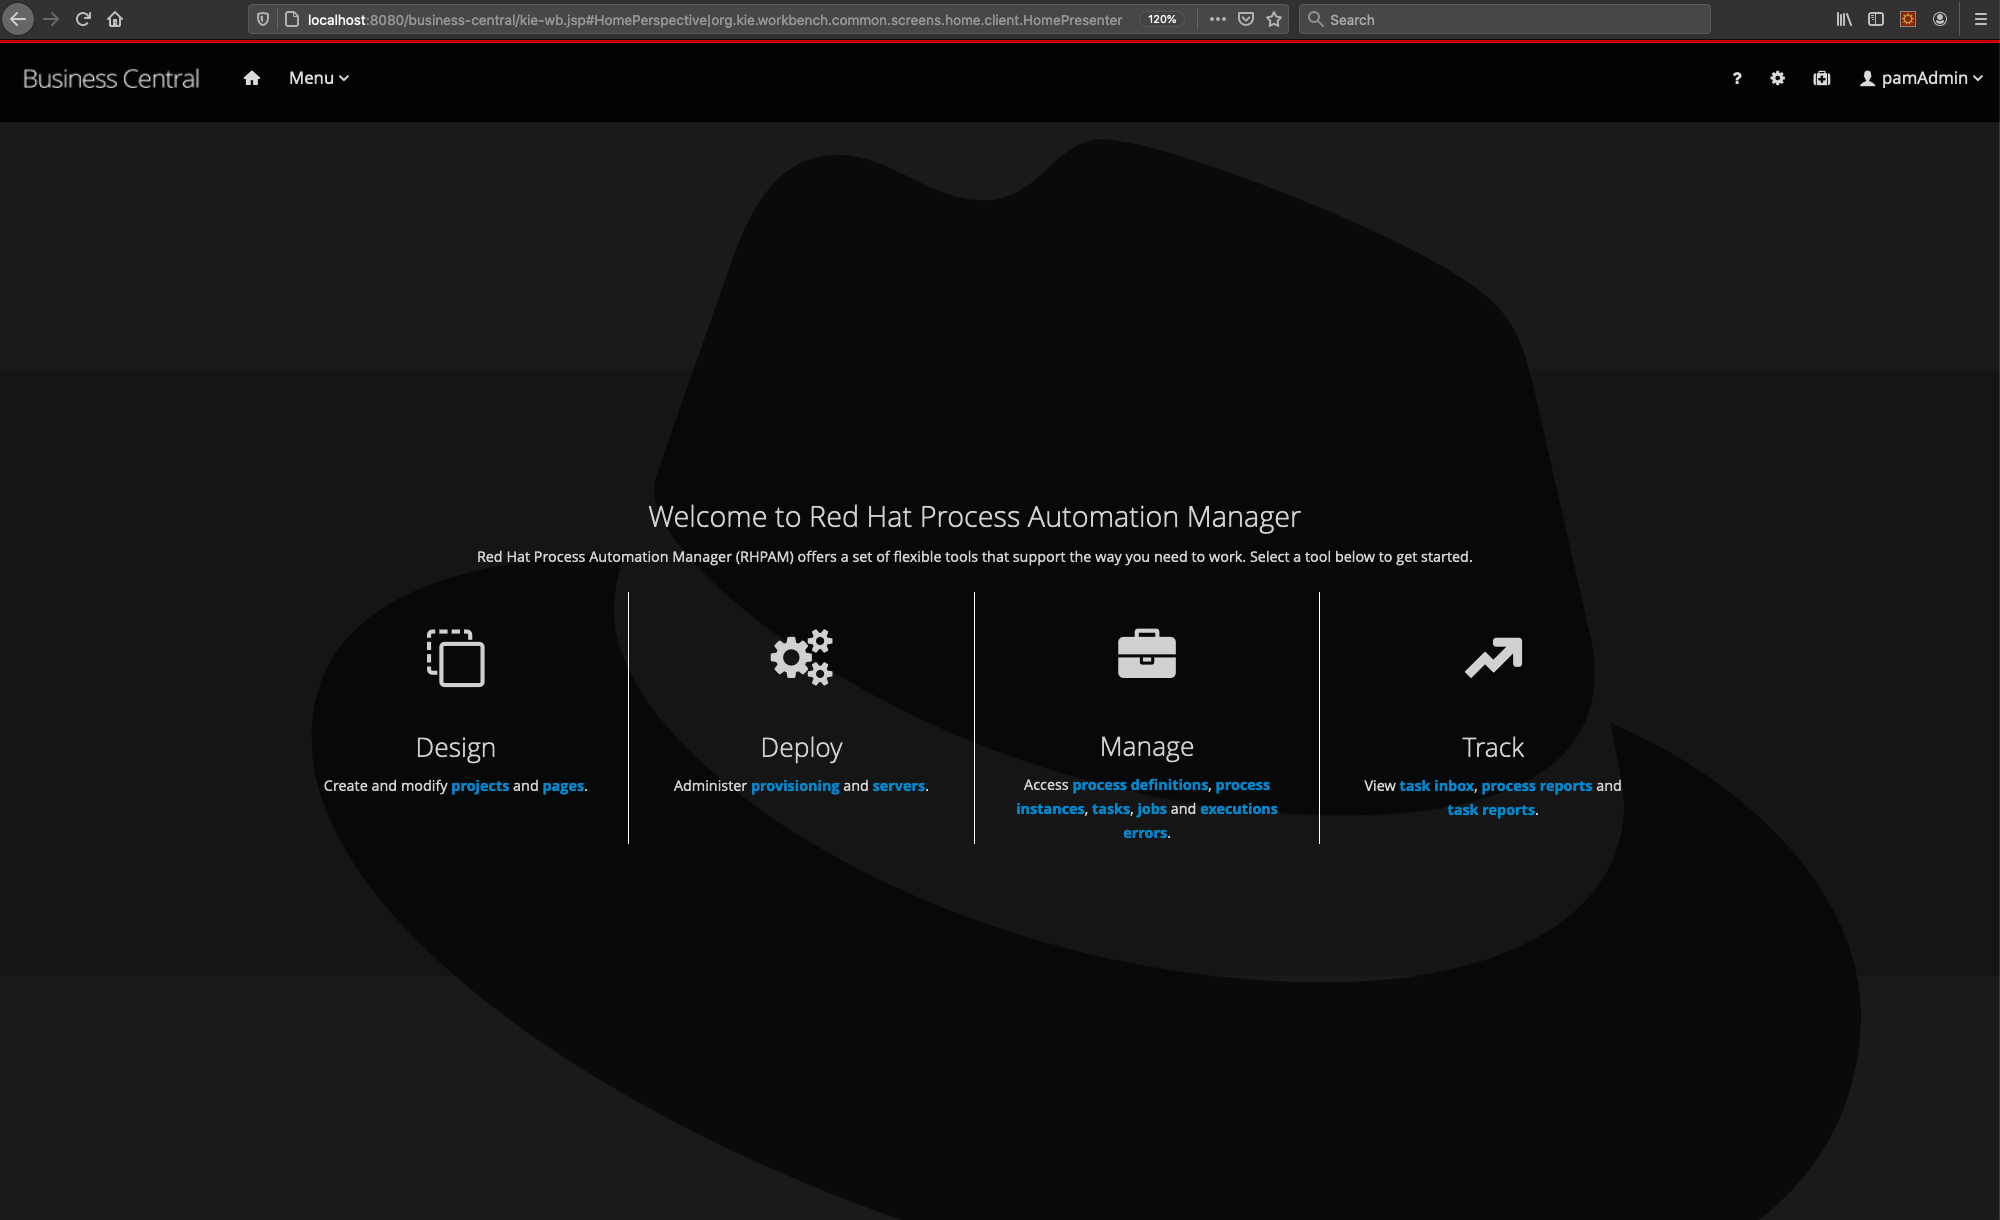 localhost:8080/business-central/kie-wb.jsp#HomePerspective|org.kie.workbench.common.screens.home.client.HomePresenter 120% Search
Business Central Menu ? pamAdmin
Welcome to Red Hat Process Automation Manager
Red Hat Process Automation Manager (RHPAM) offers a set of flexible tools that support the way you need to work. Select a tool below to get started.
Design
Create and modify projects and pages.
Deploy
Administer provisioning and servers.
Manage
Access process definitions, process
instances, tasks, jobs and executions
errors.
Track
View task inbox, process reports and
task reports.